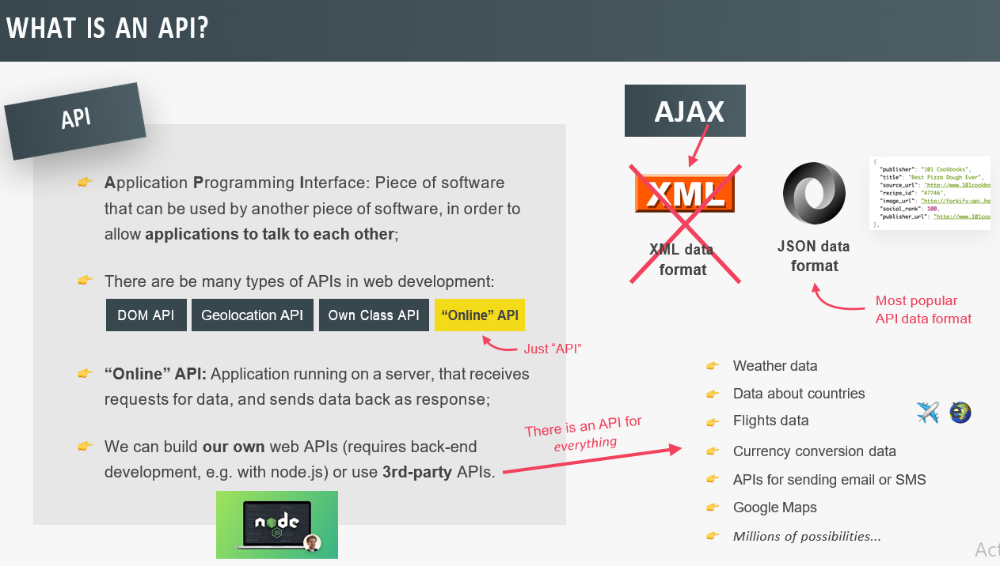 WHAT IS AN API?
API
Application Programming Interface: Piece of software
that can be used by another piece of software, in order to
allow applications to talk to each other;
There are be many types of APIs in web development:
DOM API
Geolocation API
Own Class API
“Online” API
Just “API”
“Online” API: Application running on a server, that receives
requests for data, and sends data back as response;
We can build our own web APIs (requires back-end
development, e.g. with node.js) or use 3rd-party APIs.
There is an API for
everything
node
JS
AJAX
XML
XML data
format
JSON data
format
{
"publisher": "101 Cookbooks",
"title": "Best Pizza Dough Ever",
"source_url": "http://www.101cookbo
"recipe_id": "47746",
"image_url": "http://forkify-api.he
"social_rank": 100,
"publisher_url": "http://www.101coo
},
Most popular
API data format
Weather data
Data about countries
Flights data
Currency conversion data
APIs for sending email or SMS
Google Maps
Millions of possibilities...
Act